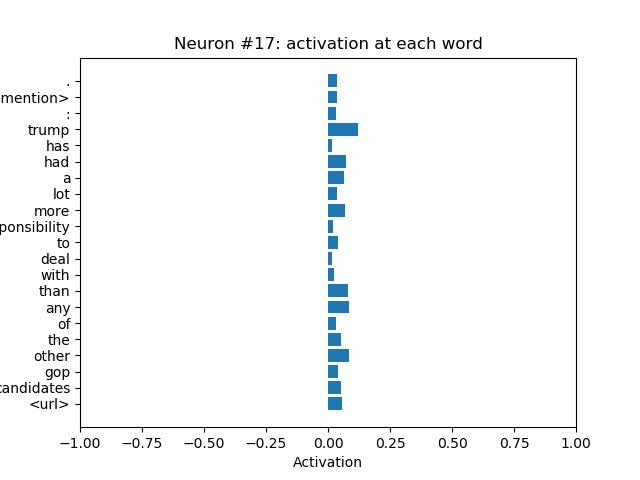 Neuron #17: activation at each word
.
mention>
:
trump
has
had
a
lot
more
ponsibility
to
deal
with
than
any
of
the
other
gop
candidates
<url>
−1.00 −0.75 −0.50 −0.25 0.00 0.25 0.50 0.75 1.00
Activation